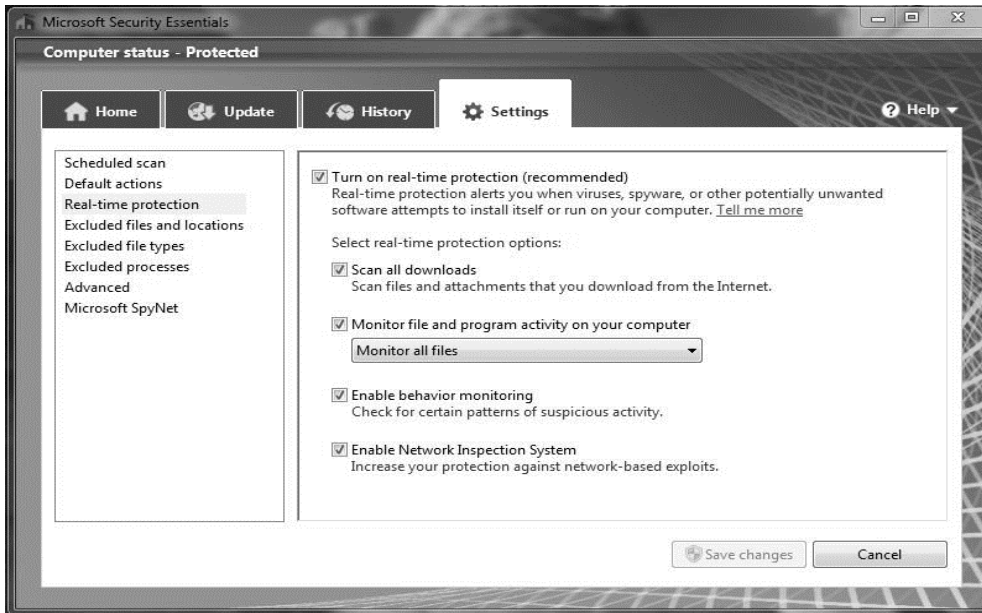 Microsoft Security Essentials
Computer status - Protected
Home
Update
History
Settings
Help
Scheduled scan
Default actions
Real-time protection
Excluded files and locations
Excluded file types
Excluded processes
Advanced
Microsoft SpyNet
Turn on real-time protection (recommended)
Real-time protection alerts you when viruses, spyware, or other potentially unwanted
software attempts to install itself or run on your computer. Tell me more
Select real-time protection options:
Scan all downloads
Scan files and attachments that you download from the Internet.
Monitor file and program activity on your computer
Monitor all files
Enable behavior monitoring
Check for certain patterns of suspicious activity.
Enable Network Inspection System
Increase your protection against network-based exploits.
Save changes
Cancel